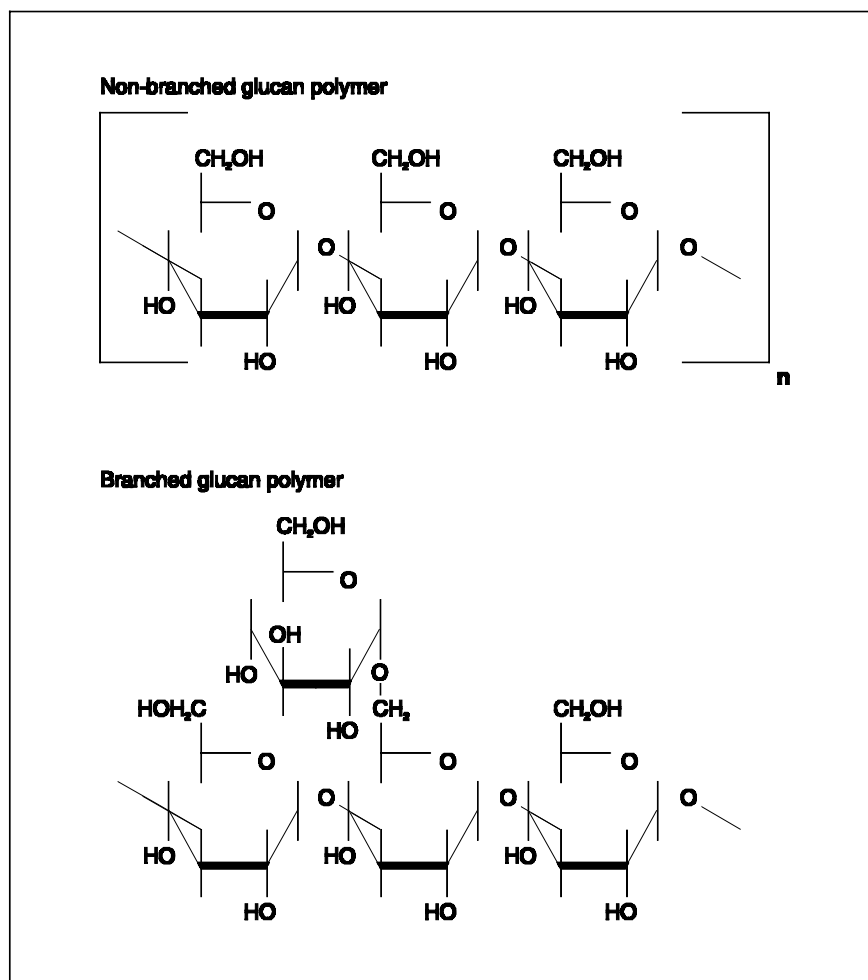 Non-branched glucan polymer
CH₂OH CH₂OH CH₂OH
O O O
O O O
HO HO HO
HO HO HO
n
Branched glucan polymer
CH₂OH
O
OH
HO O
HOH₂C CH₂ CH₂OH
HO
O O O
O O O
HO HO HO
HO HO HO